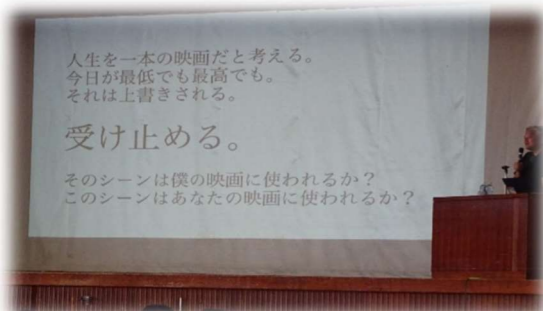 人生を一本の映画だと考える。
今日が最低でも最高でも。
それは上書きされる。
受け止める。
そのシーンは僕の映画に使われるか？
このシーンはあなたの映画に使われるか？